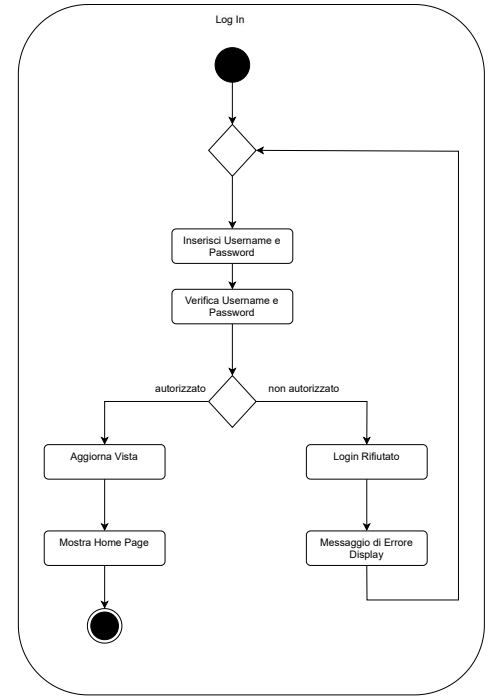 Log In
Inserisci Username e
Password
Verifica Username e
Password
autorizzato
non autorizzato
Aggiorna Vista
Login Rifiutato
Mostra Home Page
Messaggio di Errore
Display